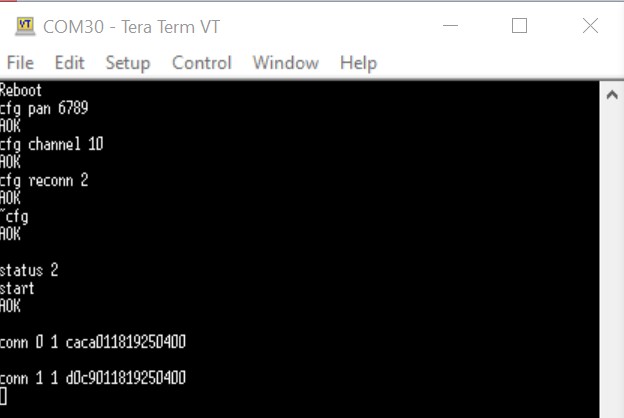 COM30 - Tera Term VT
File Edit Setup Control Window Help
Reboot
cfg pan 6789
AOK
cfg channel 10
AOK
cfg reconn 2
AOK
~cfg
AOK
status 2
start
AOK
conn 0 1 caca011819250400
conn 1 1 d0c9011819250400